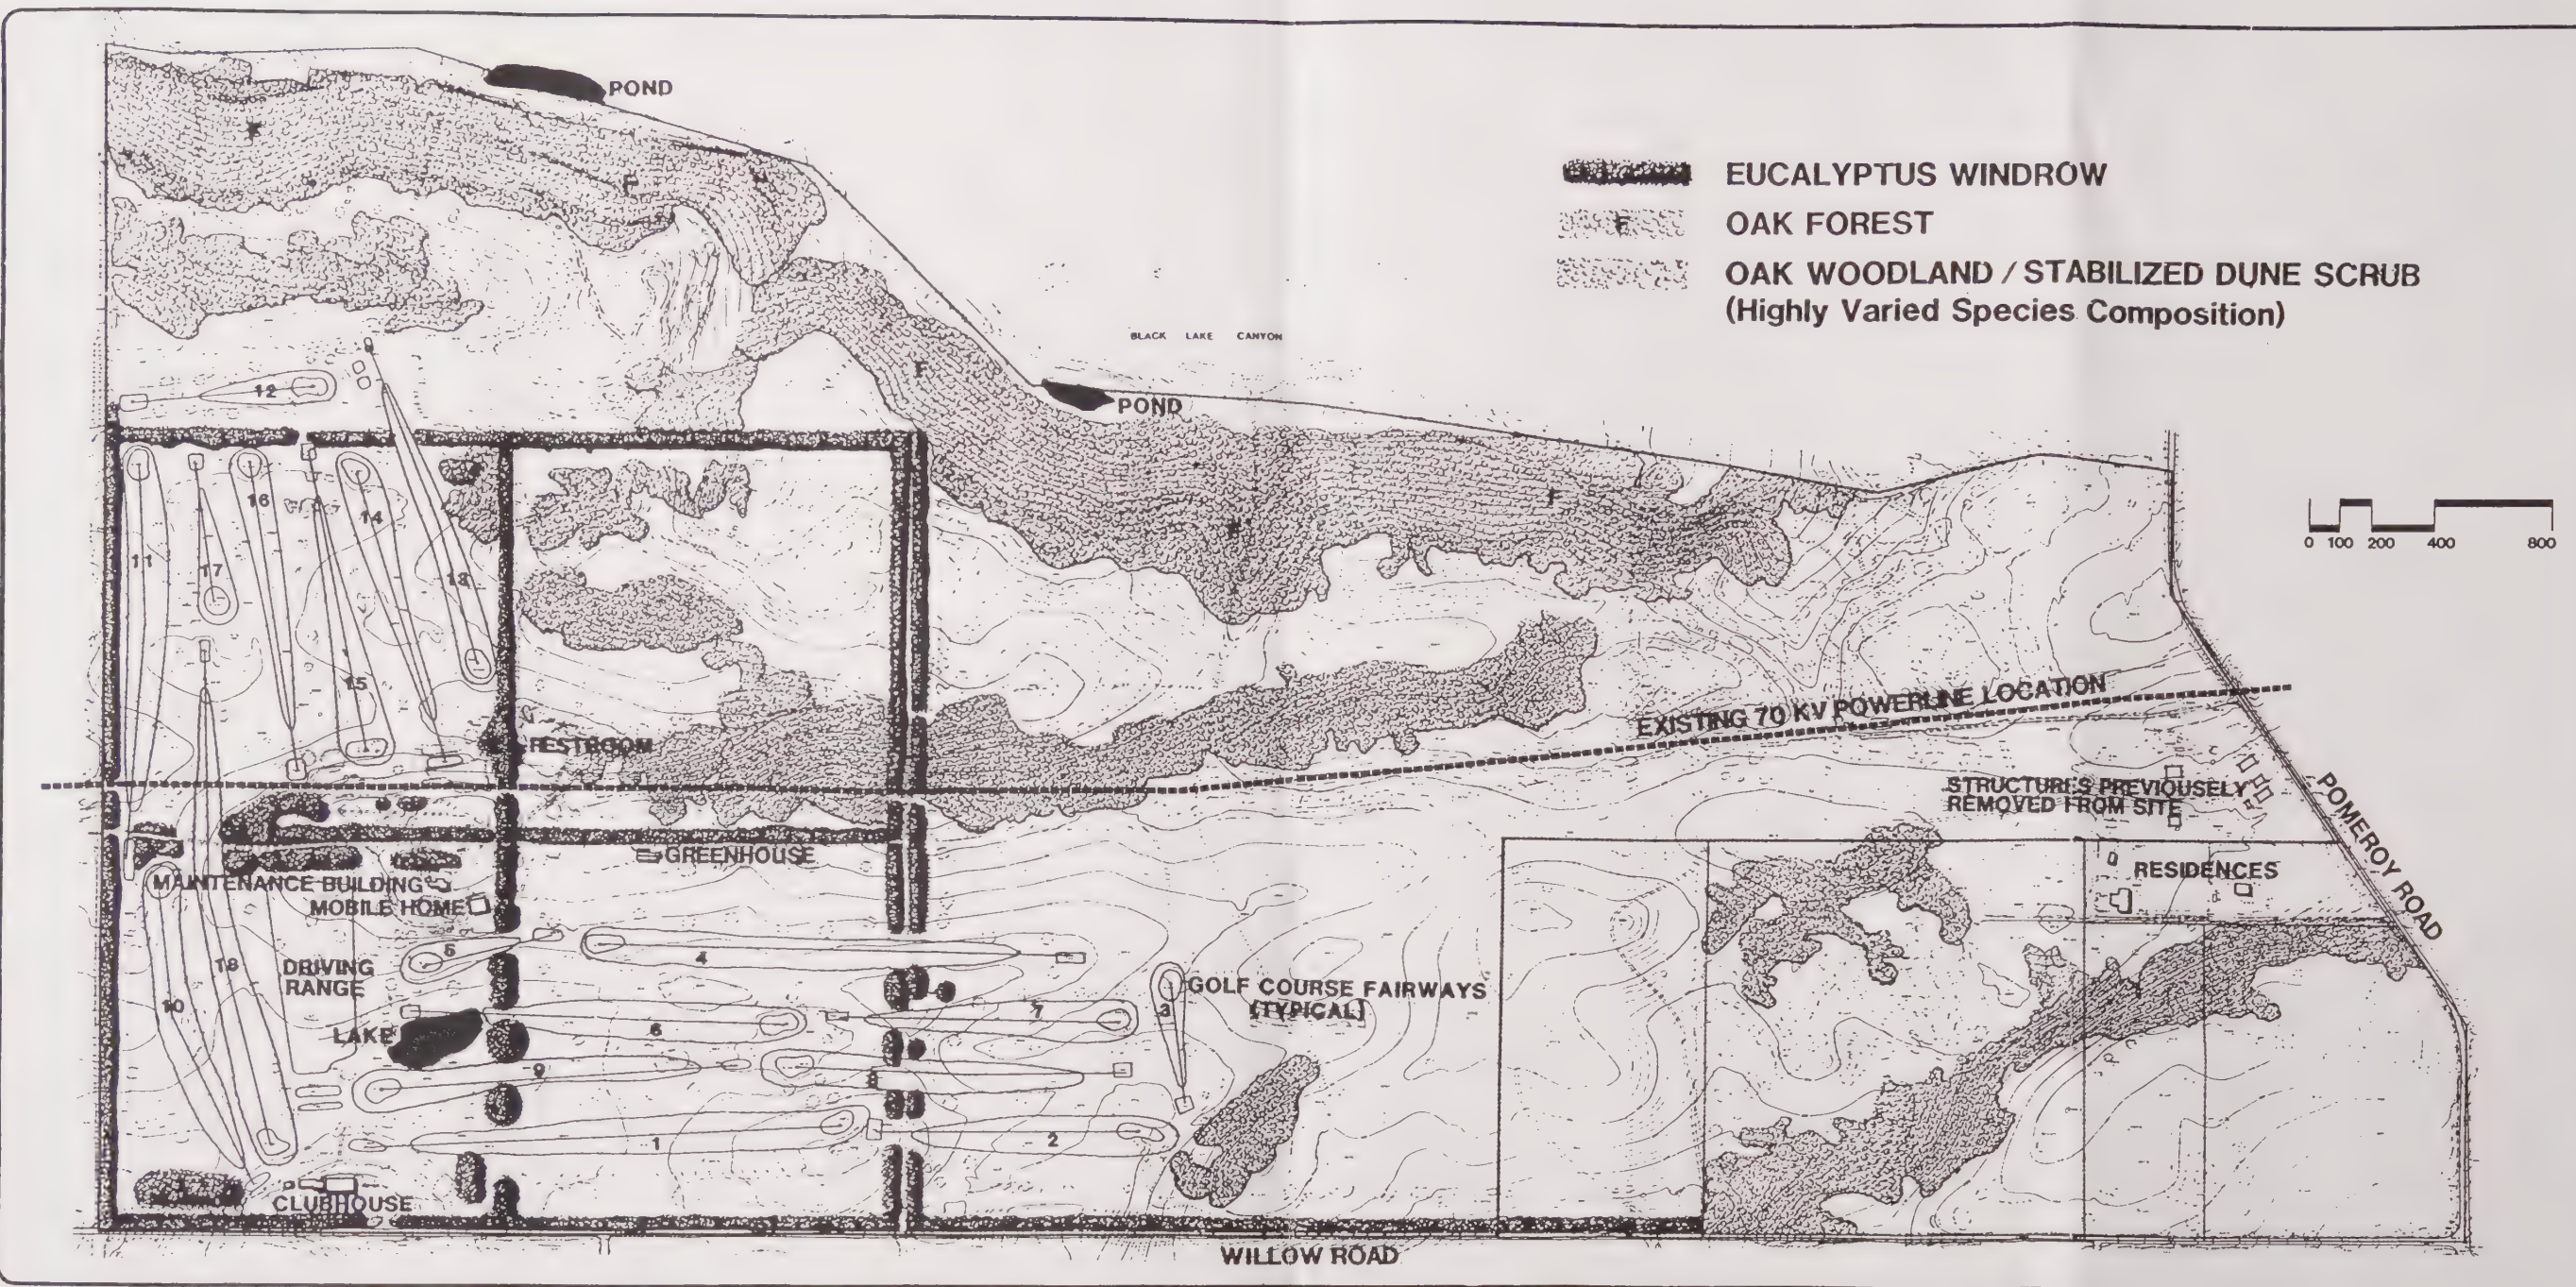 POND
EUCALYPTUS WINDROW
F
OAK FOREST
OAK WOODLAND / STABILIZED DUNE SCRUB
(Highly Varied Species Composition)
F
F
BLACK LAKE CANYON
F
POND
12
F
F
0 100 200 400 800
16
14
11
17
13
15
EXISTING 70 KV POWERLINE LOCATION
RESTROOM
STRUCTURES PREVIOUSELY
REMOVED FROM SITE
POMEROY ROAD
GREENHOUSE
RESIDENCES
MAINTENANCE BUILDING
MOBILE HOME
5
4
18
DRIVING
RANGE
10
GOLF COURSE FAIRWAYS
(TYPICAL)
3
7
6
LAKE
9
8
1
2
CLUBHOUSE
WILLOW ROAD